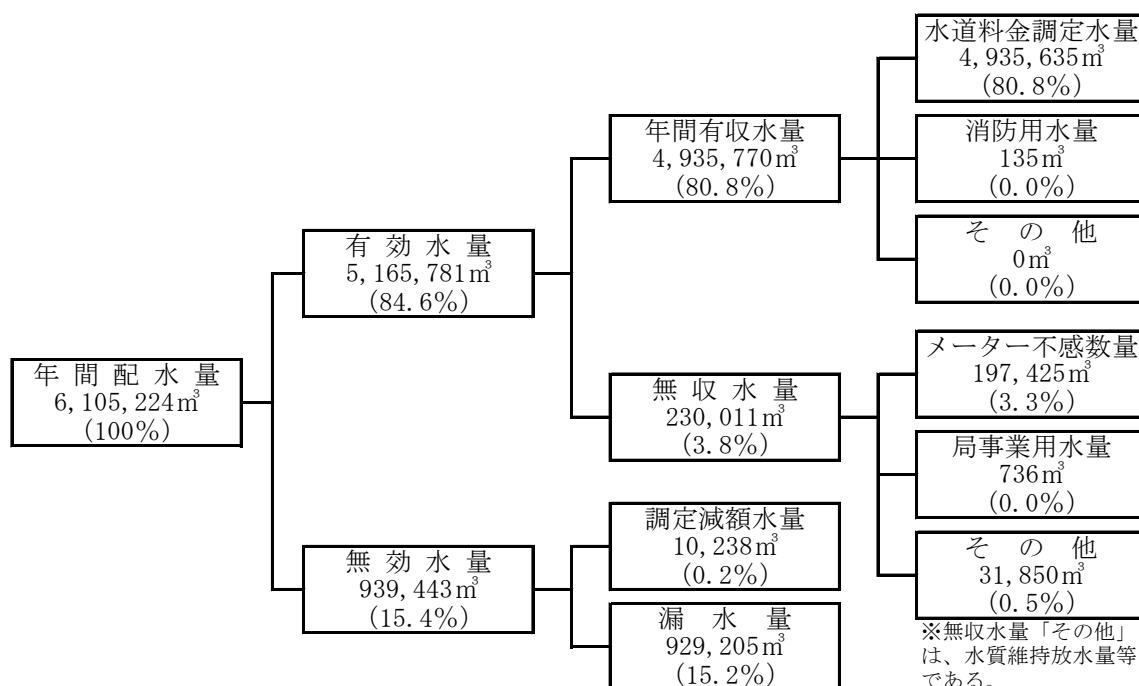 年間配水量
6,105,224㎥
(100%)
有効水量
5,165,781㎥
(84.6%)
年間有収水量
4,935,770㎥
(80.8%)
水道料金調定水量
4,935,635㎥
(80.8%)
消防用水量
135㎥
(0.0%)
その他
0㎥
(0.0%)
無収水量
230,011㎥
(3.8%)
メーター不感数量
197,425㎥
(3.3%)
局事業用水量
736㎥
(0.0%)
その他
31,850㎥
(0.5%)
※無収水量「その他」
は、水質維持放水量等
である。
無効水量
939,443㎥
(15.4%)
調定減額水量
10,238㎥
(0.2%)
漏水量
929,205㎥
(15.2%)